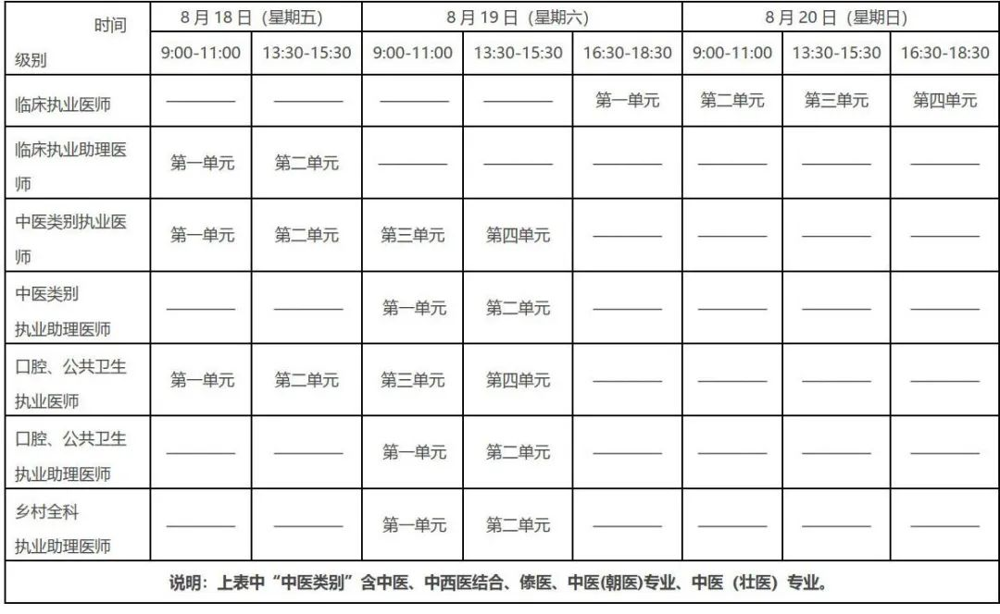 时间
级别
8 月 18 日（星期五） 8 月 19 日（星期六） 8 月 20 日（星期日）
9:00-11:00 13:30-15:30 9:00-11:00 13:30-15:30 16:30-18:30 9:00-11:00 13:30-15:30 16:30-18:30
临床执业医师 —— —— —— —— 第一单元 第二单元 第三单元 第四单元
临床执业助理医
师 第一单元 第二单元 —— —— —— —— —— ——
中医类别执业医
师 第一单元 第二单元 第三单元 第四单元 —— —— —— ——
中医类别
执业助理医师 —— —— 第一单元 第二单元 —— —— —— ——
口腔、公共卫生
执业医师 第一单元 第二单元 第三单元 第四单元 —— —— —— ——
口腔、公共卫生
执业助理医师 —— —— 第一单元 第二单元 —— —— —— ——
乡村全科
执业助理医师 —— —— 第一单元 第二单元 —— —— —— ——
说明：上表中“中医类别”含中医、中西医结合、傣医、中医(朝医)专业、中医（壮医）专业。